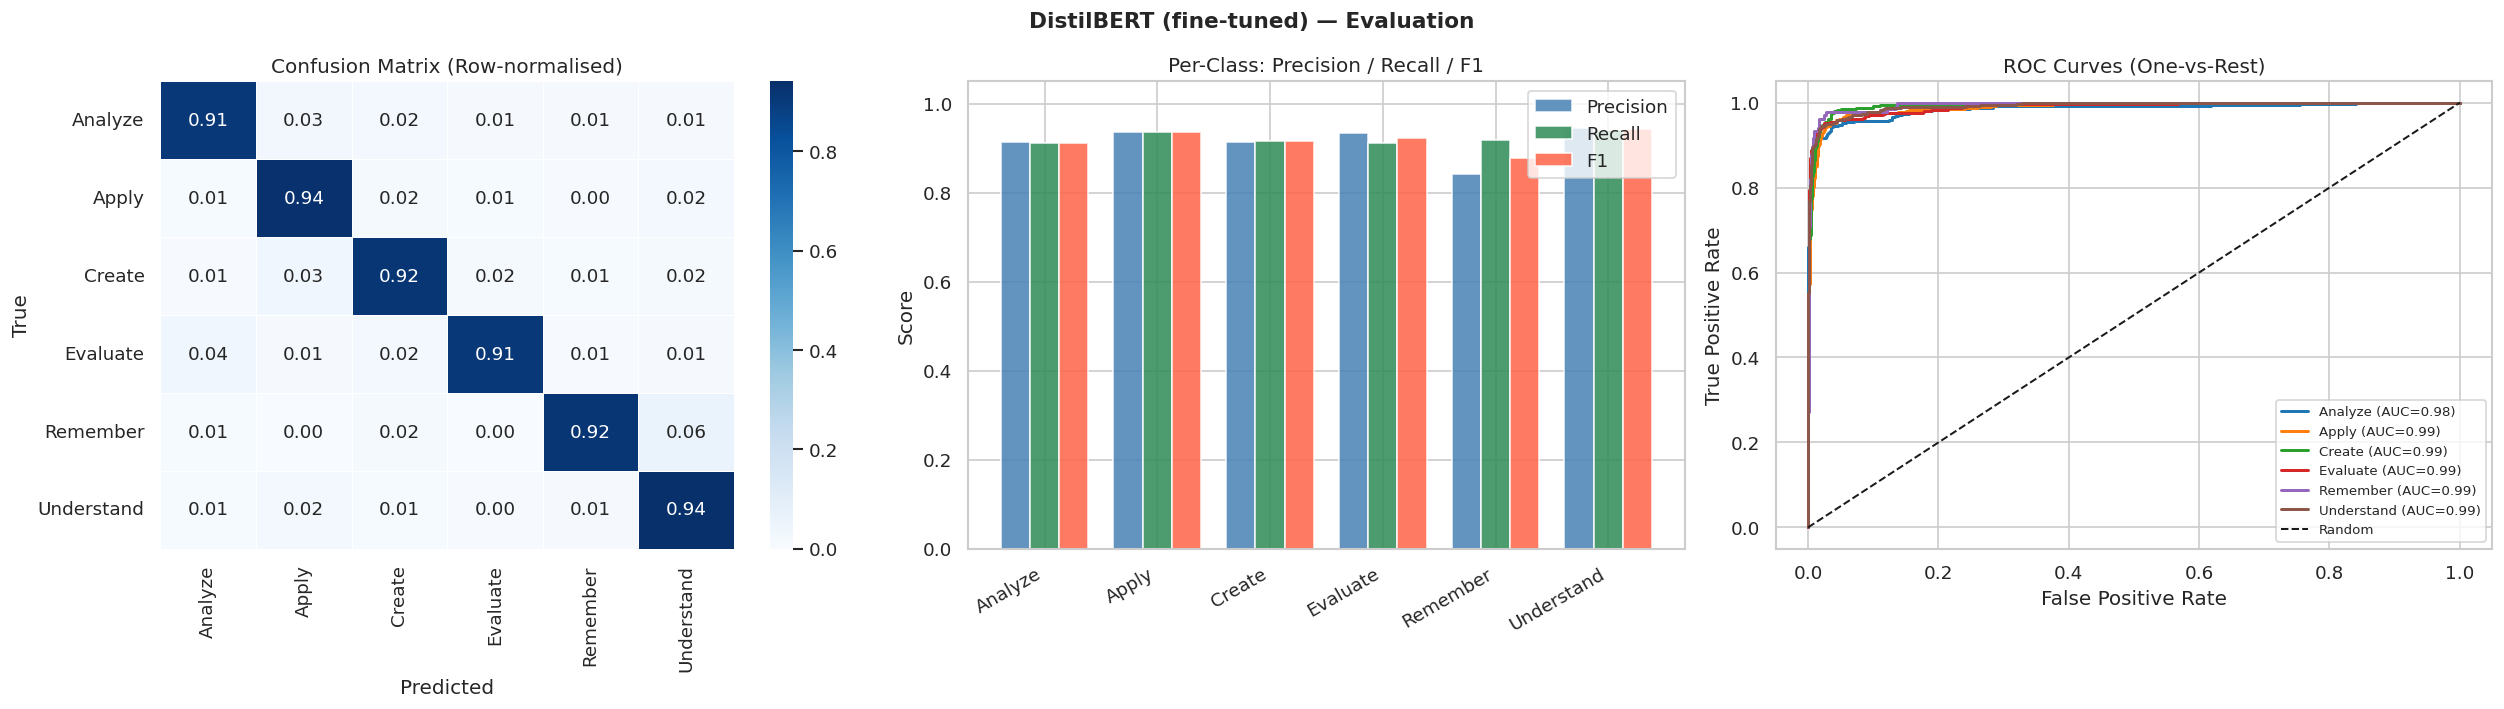 DistilBERT (fine-tuned) — Evaluation
Confusion Matrix (Row-normalised)
True
Analyze 0.91 0.03 0.02 0.01 0.01 0.01
Apply 0.01 0.94 0.02 0.01 0.00 0.02
Create 0.01 0.03 0.92 0.02 0.01 0.02
Evaluate 0.04 0.01 0.02 0.91 0.01 0.01
Remember 0.01 0.00 0.02 0.00 0.92 0.06
Understand 0.01 0.02 0.01 0.00 0.01 0.94
Analyze Apply Create Evaluate Remember Understand
Predicted
0.8
0.6
0.4
0.2
0.0
Per-Class: Precision / Recall / F1
Score
1.0
0.8
0.6
0.4
0.2
0.0
Precision
Recall
F1
Analyze Apply Create Evaluate Remember Understand
ROC Curves (One-vs-Rest)
True Positive Rate
1.0
0.8
0.6
0.4
0.2
0.0
Analyze (AUC=0.98)
Apply (AUC=0.99)
Create (AUC=0.99)
Evaluate (AUC=0.99)
Remember (AUC=0.99)
Understand (AUC=0.99)
Random
0.0 0.2 0.4 0.6 0.8 1.0
False Positive Rate